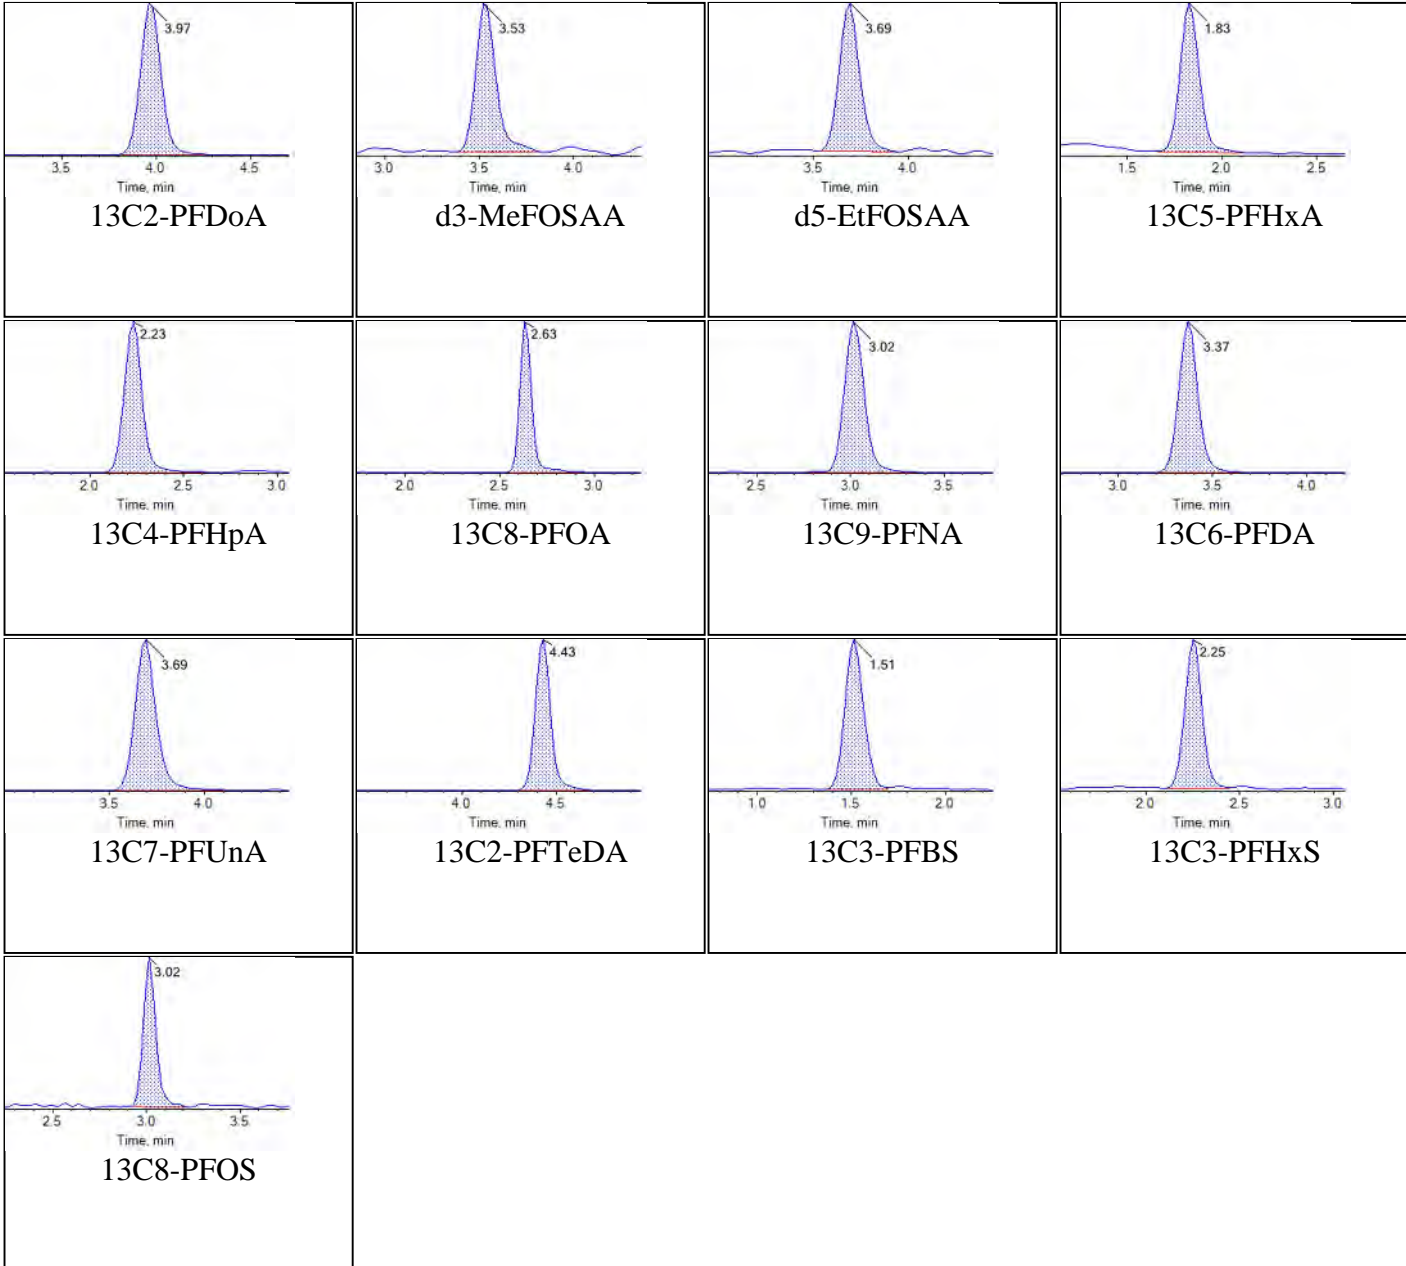 3.97
3.5 4.0 4.5
Time, min
13C2-PFDoA
3.53
3.0 3.5 4.0
Time, min
d3-MeFOSAA
3.69
3.5 4.0
Time, min
d5-EtFOSAA
1.83
1.5 2.0 2.5
Time, min
13C5-PFHxA
2.23
2.0 2.5 3.0
Time, min
13C4-PFHpA
2.63
2.0 2.5 3.0
Time, min
13C8-PFOA
3.02
2.5 3.0 3.5
Time, min
13C9-PFNA
3.37
3.0 3.5 4.0
Time, min
13C6-PFDA
3.69
3.5 4.0
Time, min
13C7-PFUnA
4.43
4.0 4.5
Time, min
13C2-PFTeDA
1.51
1.0 1.5 2.0
Time, min
13C3-PFBS
2.25
2.0 2.5 3.0
Time, min
13C3-PFHxS
3.02
2.5 3.0 3.5
Time, min
13C8-PFOS